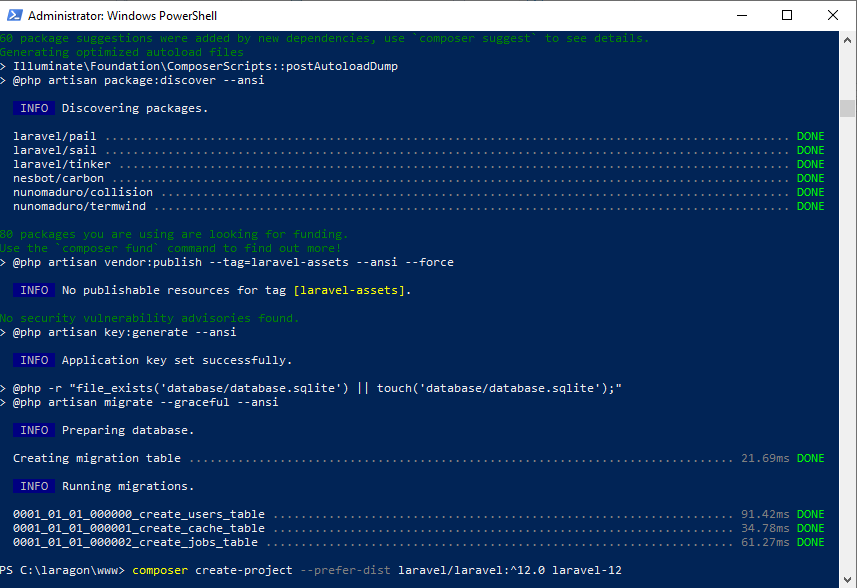 Administrator: Windows PowerShell
60 package suggestions were added by new dependencies, use `composer suggest` to see details.
Generating optimized autoload files
> Illuminate\Foundation\ComposerScripts::postAutoloadDump
> @php artisan package:discover --ansi
INFO Discovering packages.
laravel/pail ................................................................................................. DONE
laravel/sail ................................................................................................. DONE
laravel/tinker ............................................................................................... DONE
nesbot/carbon ................................................................................................ DONE
nunomaduro/collision ......................................................................................... DONE
nunomaduro/termwind .......................................................................................... DONE
80 packages you are using are looking for funding.
Use the `composer fund` command to find out more!
> @php artisan vendor:publish --tag=laravel-assets --ansi --force
INFO No publishable resources for tag [laravel-assets].
No security vulnerability advisories found.
> @php artisan key:generate --ansi
INFO Application key set successfully.
> @php -r "file_exists('database/database.sqlite') || touch('database/database.sqlite');"
> @php artisan migrate --graceful --ansi
INFO Preparing database.
Creating migration table .............................................................................. 21.69ms DONE
INFO Running migrations.
0001_01_01_000000_create_users_table .................................................................. 91.42ms DONE
0001_01_01_000001_create_cache_table .................................................................. 34.78ms DONE
0001_01_01_000002_create_jobs_table ................................................................... 61.27ms DONE
PS C:\laragon\www> composer create-project --prefer-dist laravel/laravel:^12.0 laravel-12